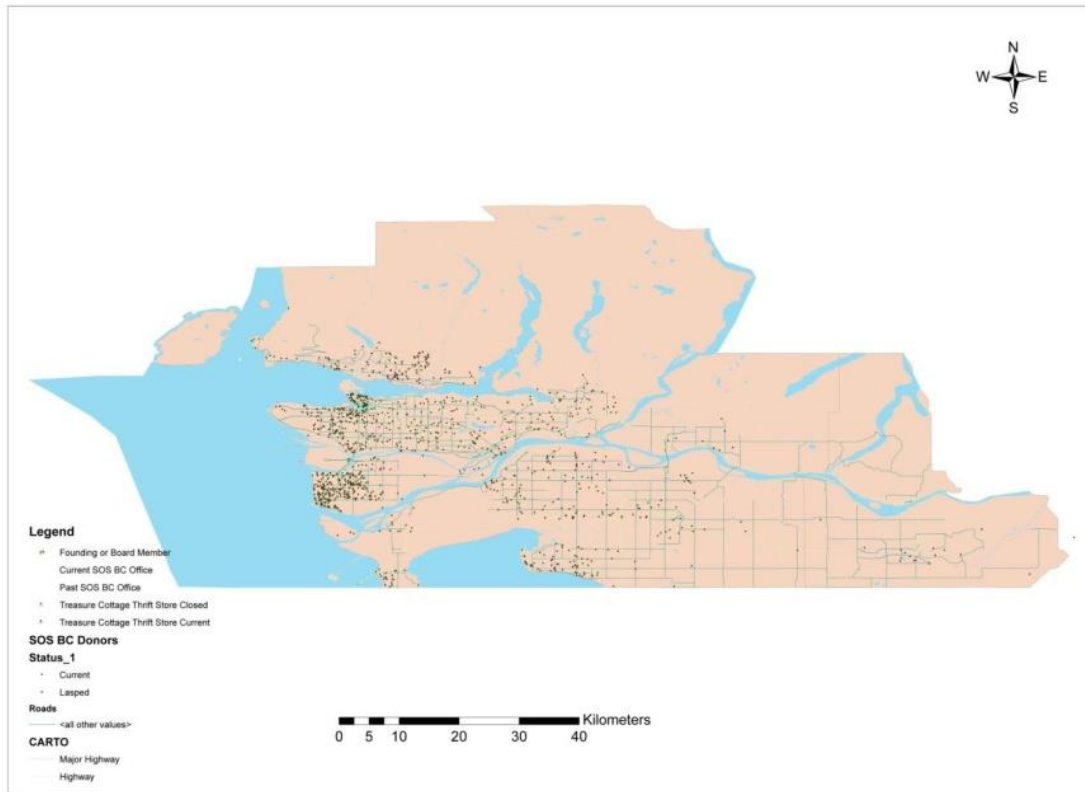 N
W E
S
Legend
Founding or Board Member
Current SOS BC Office
Past SOS BC Office
Treasure Cottage Thrift Store Closed
Treasure Cottage Thrift Store Current
SOS BC Donors
Status_1
Current
Lasped
Roads
<all other values>
CARTO
Major Highway
Highway
Kilometers
0 5 10 20 30 40